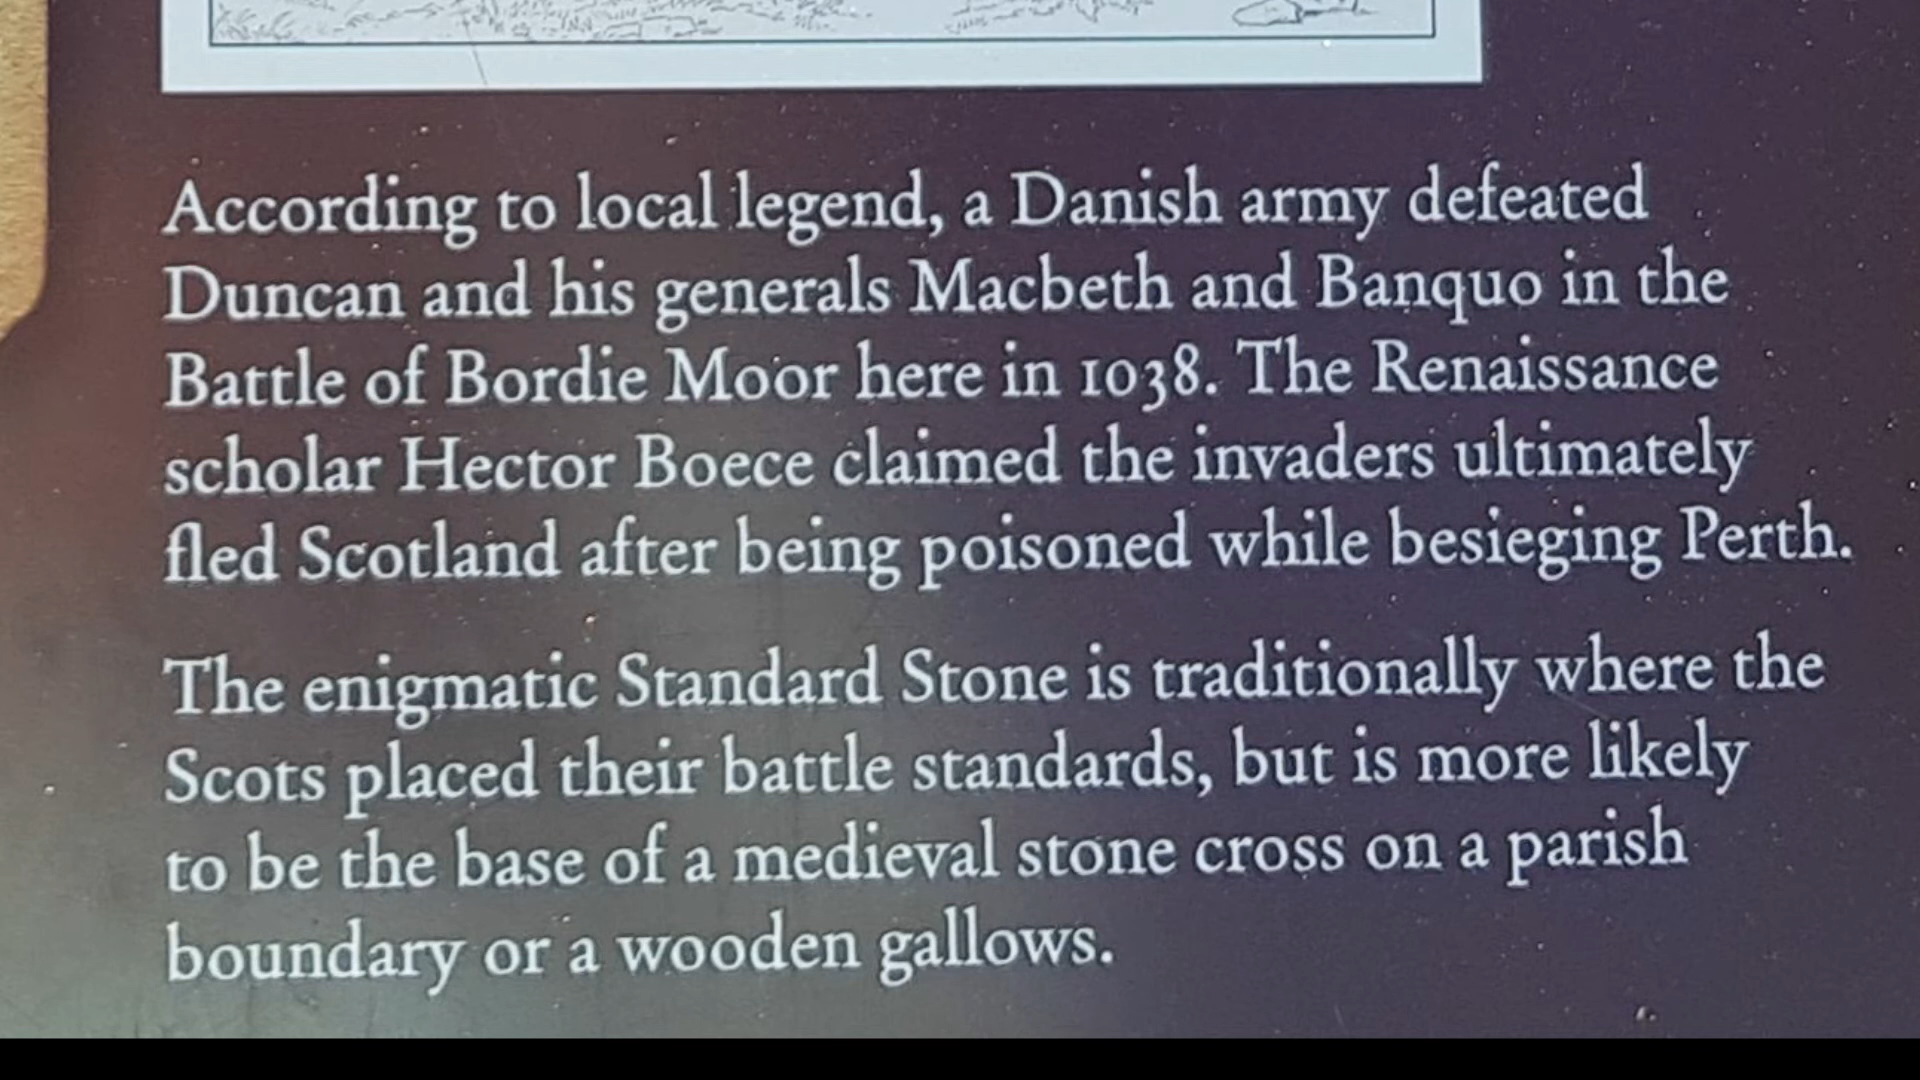 According to local legend, a Danish army defeated
Duncan and his generals Macbeth and Banquo in the
Battle of Bordie Moor here in 1038. The Renaissance
scholar Hector Boece claimed the invaders ultimately
fled Scotland after being poisoned while besieging Perth.
The enigmatic Standard Stone is traditionally where the
Scots placed their battle standards, but is more likely
to be the base of a medieval stone cross on a parish
boundary or a wooden gallows.